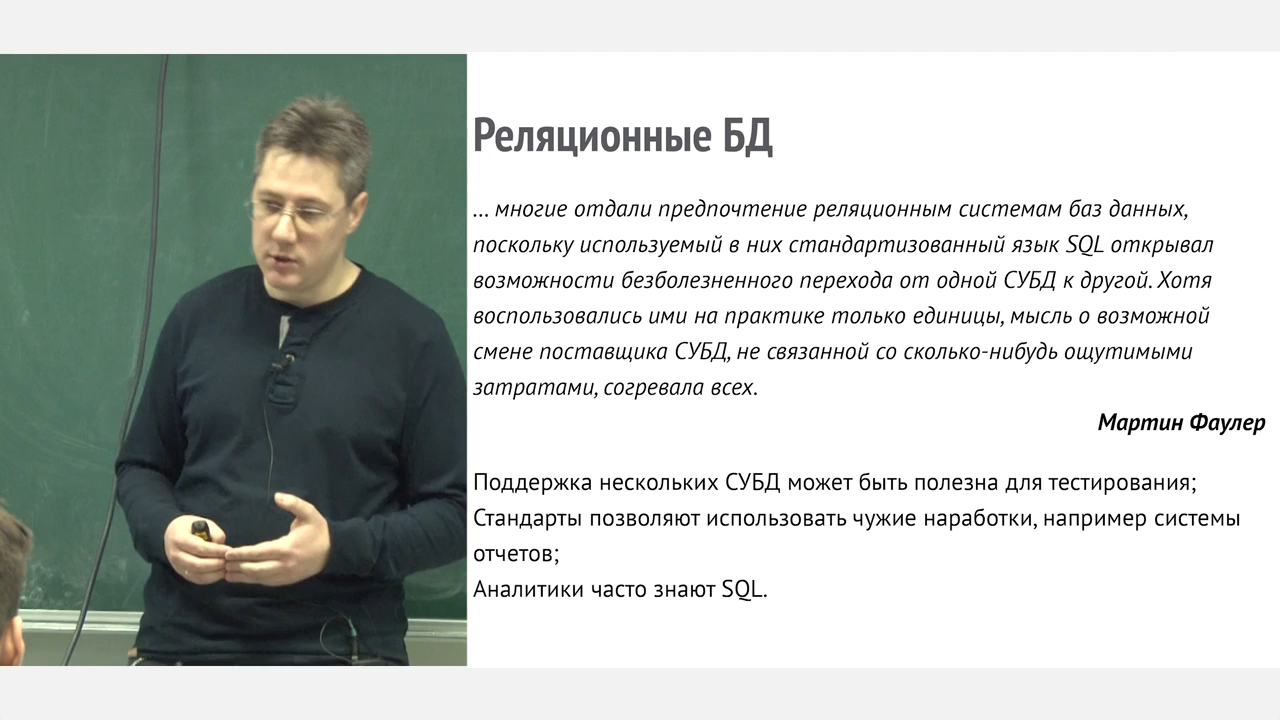 Реляционные БД
... многие отдали предпочтение реляционным системам баз данных,
поскольку используемый в них стандартизованный язык SQL открывал
возможности безболезненного перехода от одной СУБД к другой. Хотя
воспользовались ими на практике только единицы, мысль о возможной
смене поставщика СУБД, не связанной со сколько-нибудь ощутимыми
затратами, согревала всех.
Мартин Фаулер
Поддержка нескольких СУБД может быть полезна для тестирования;
Стандарты позволяют использовать чужие наработки, например системы
отчетов;
Аналитики часто знают SQL.